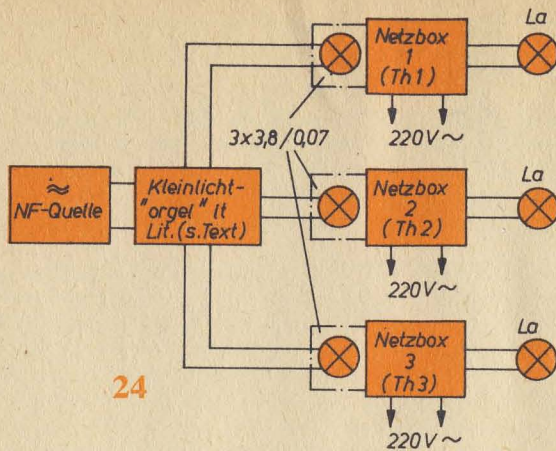 La
Netzbox
1
(Th1)
220V~
3x3,8/0,07
La
≈
NF-Quelle
Kleinlicht-
"orgel" lt
Lit.(s.Text)
Netzbox
2
(Th2)
220V~
La
Netzbox
3
(Th3)
220V~
24